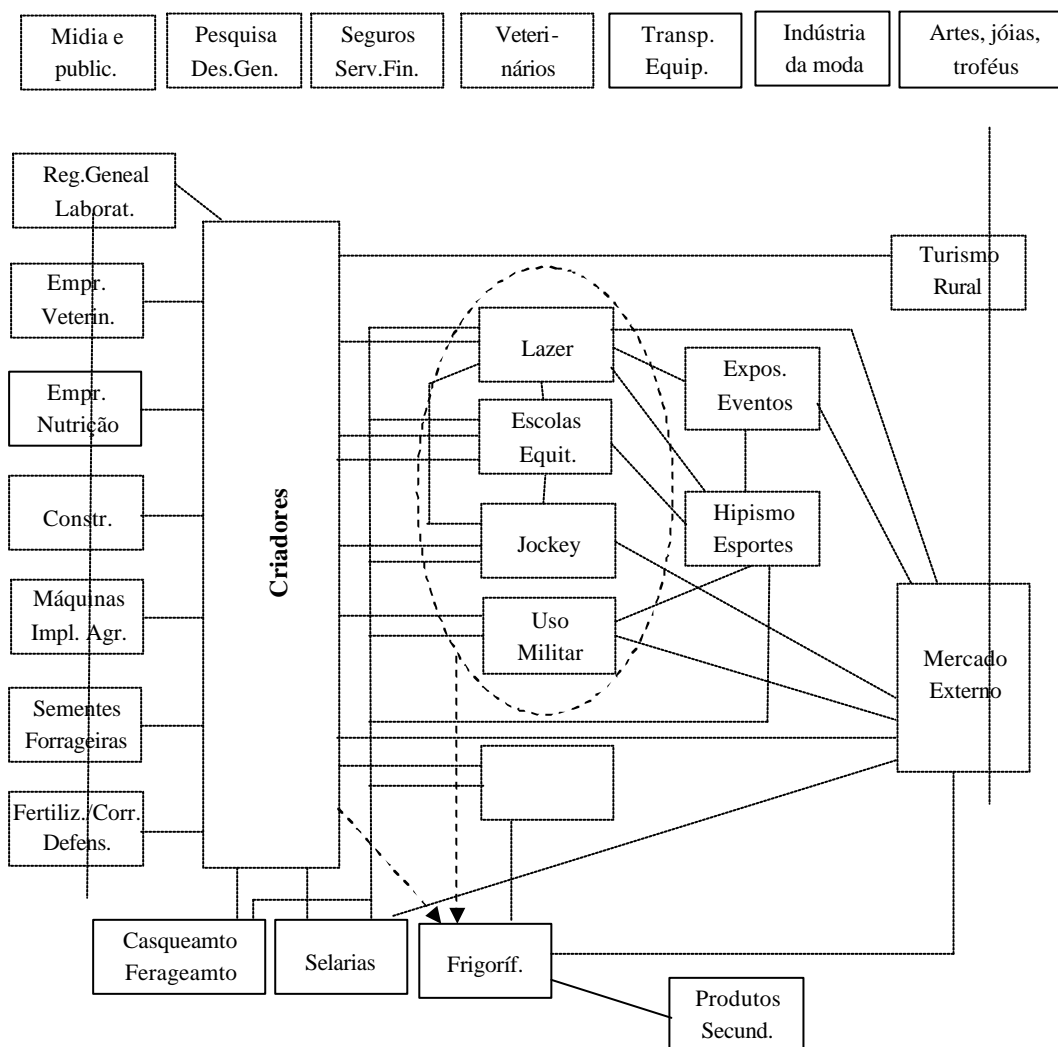 Midia e
public.
Pesquisa
Des.Gen.
Seguros
Serv.Fin.
Veteri-
nários
Transp.
Equip.
Indústria
da moda
Artes, jóias,
troféus
Reg.Geneal
Laborat.
Empr.
Veterin.
Empr.
Nutrição
Constr.
Máquinas
Impl. Agr.
Sementes
Forrageiras
Fertiliz./Corr.
Defens.
Criadores
Lazer
Escolas
Equit.
Jockey
Uso
Militar
Expos.
Eventos
Hipismo
Esportes
Turismo
Rural
Mercado
Externo
Casqueamto
Ferageamto
Selarias
Frigoríf.
Produtos
Secund.